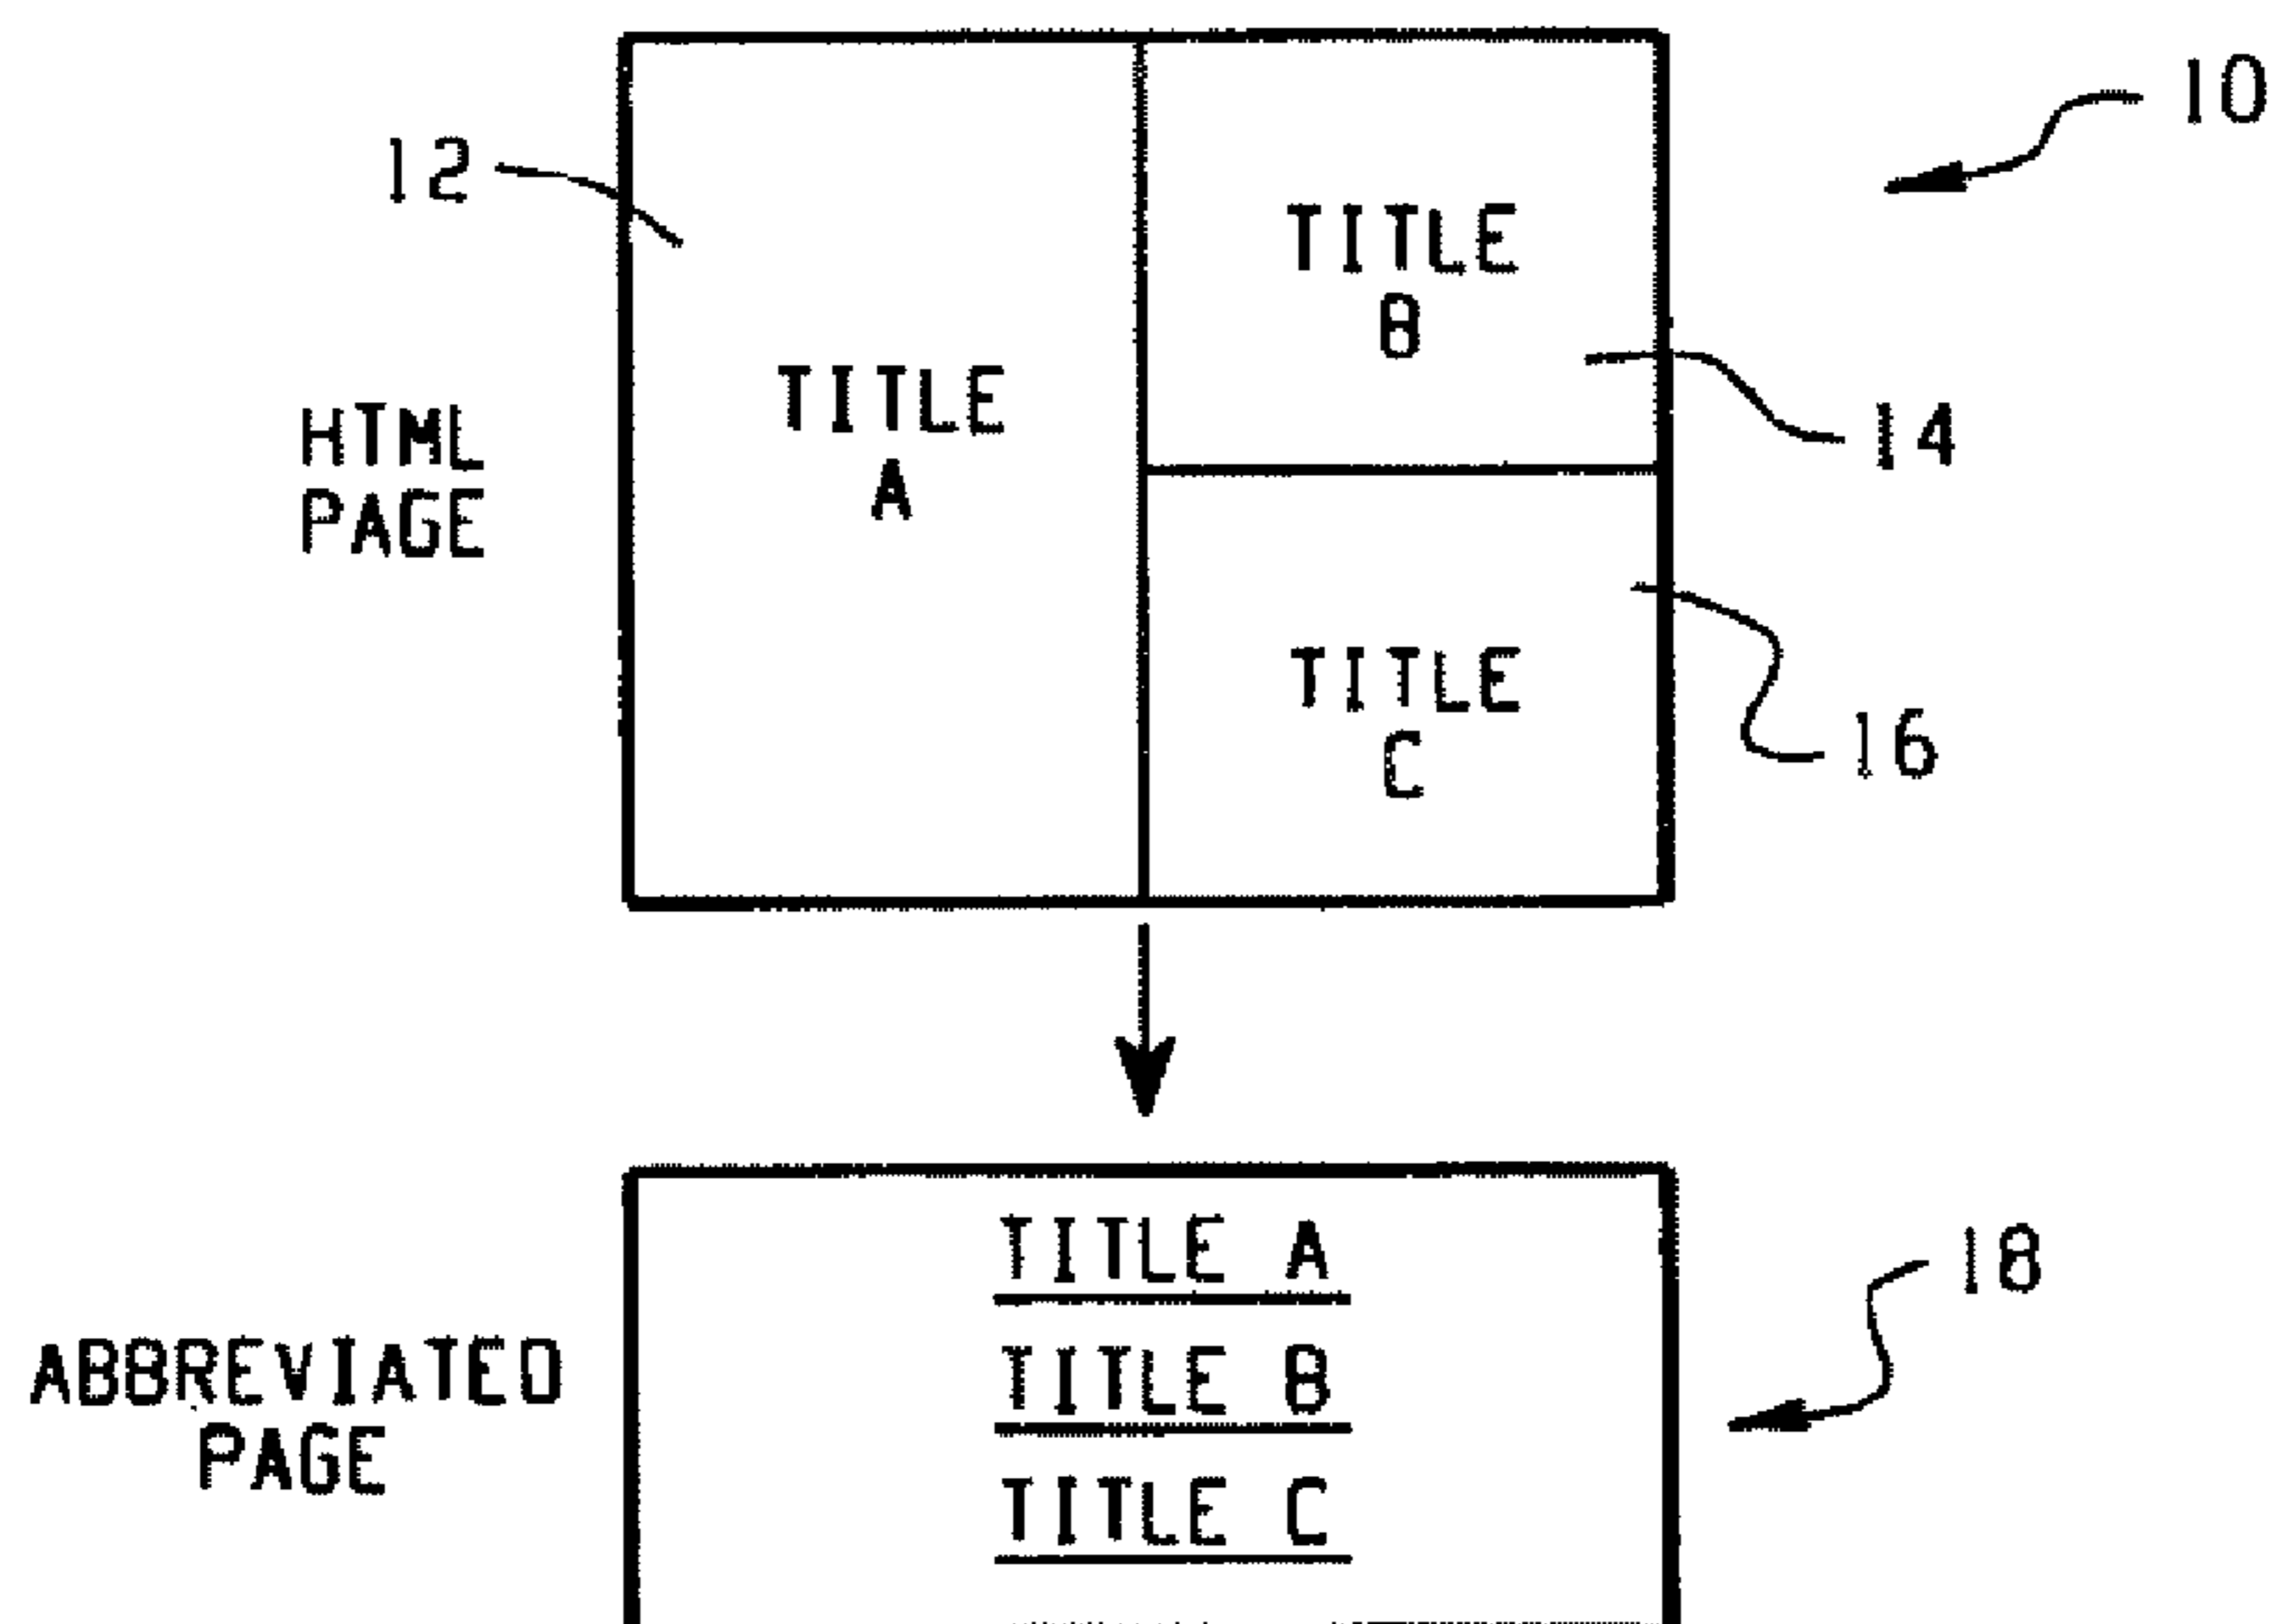 10
12
TITLE
B
TITLE
A
HTML
PAGE
14
TITLE
C
16
TITLE A
18
ABBREVIATED
PAGE
TITLE B
TITLE C